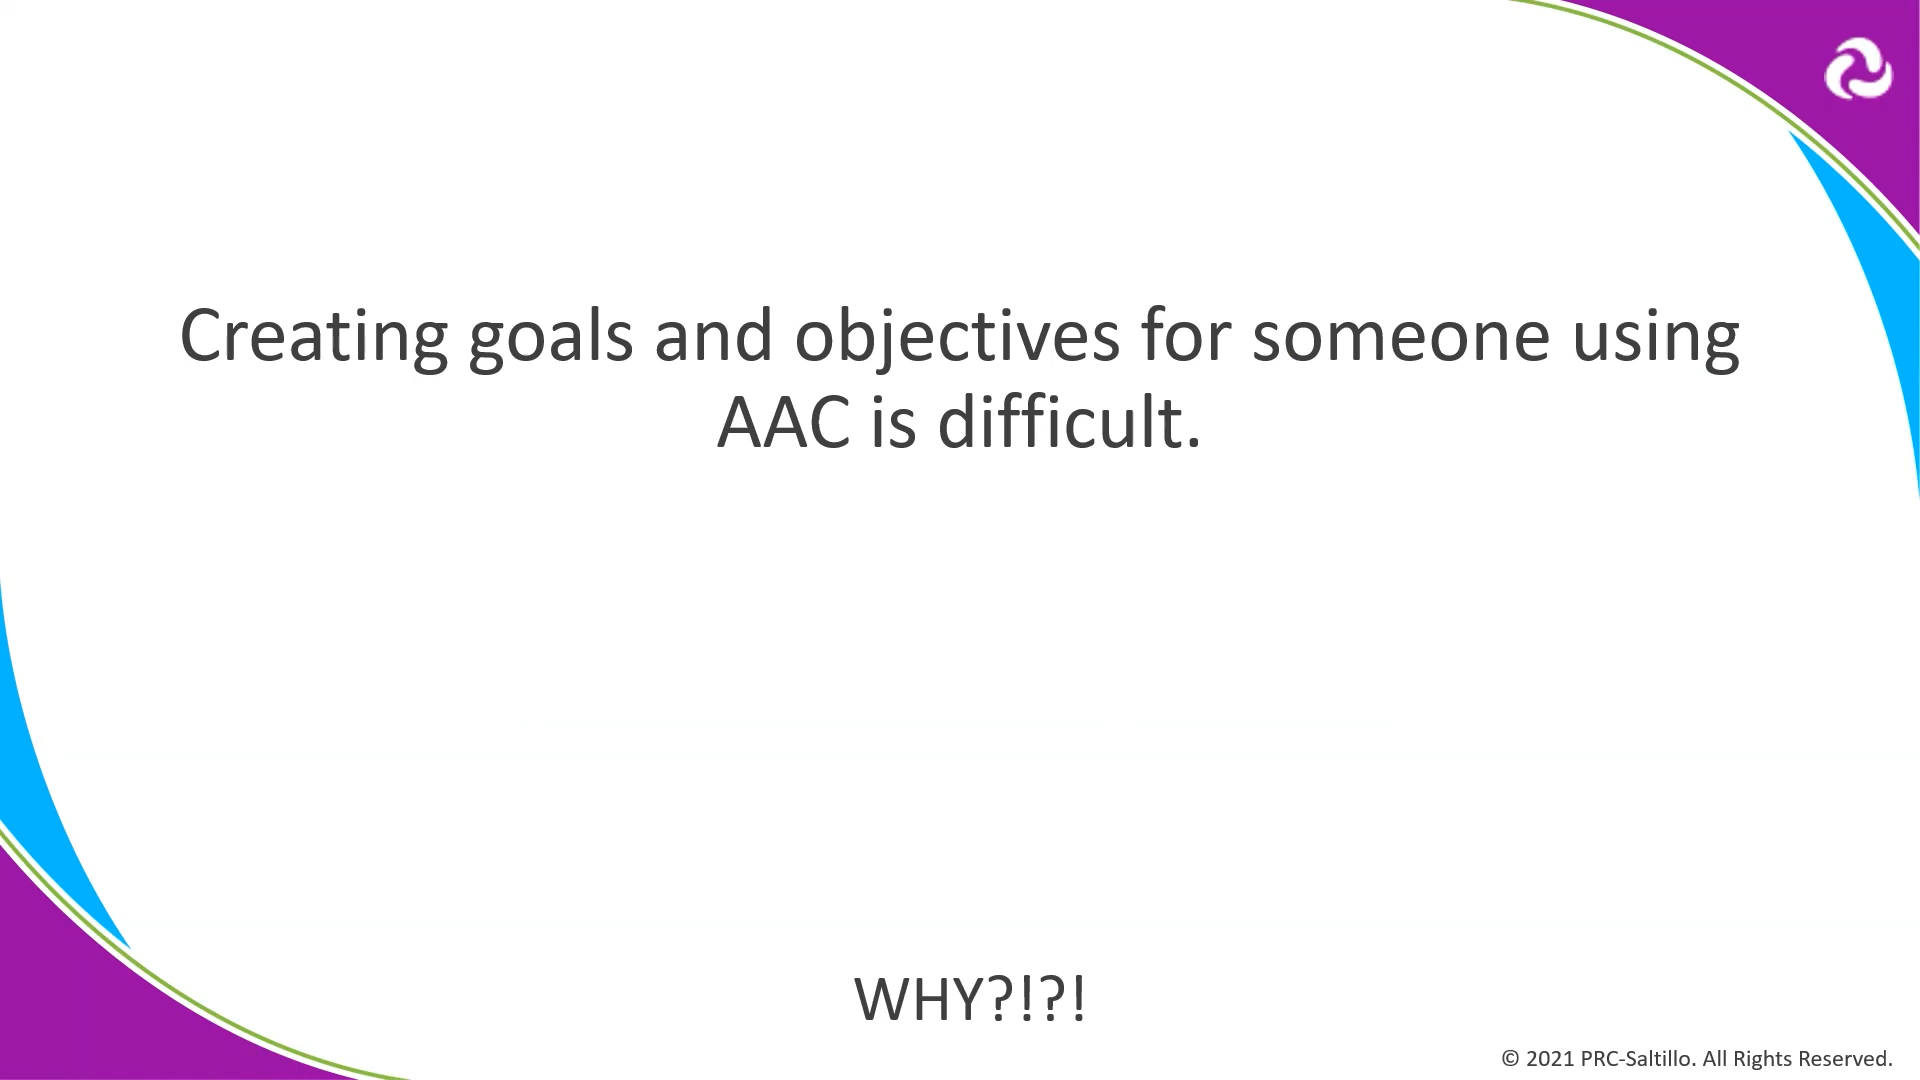 Creating goals and objectives for someone using
AAC is difficult.
WHY?!?!
© 2021 PRC-Saltillo. All Rights Reserved.